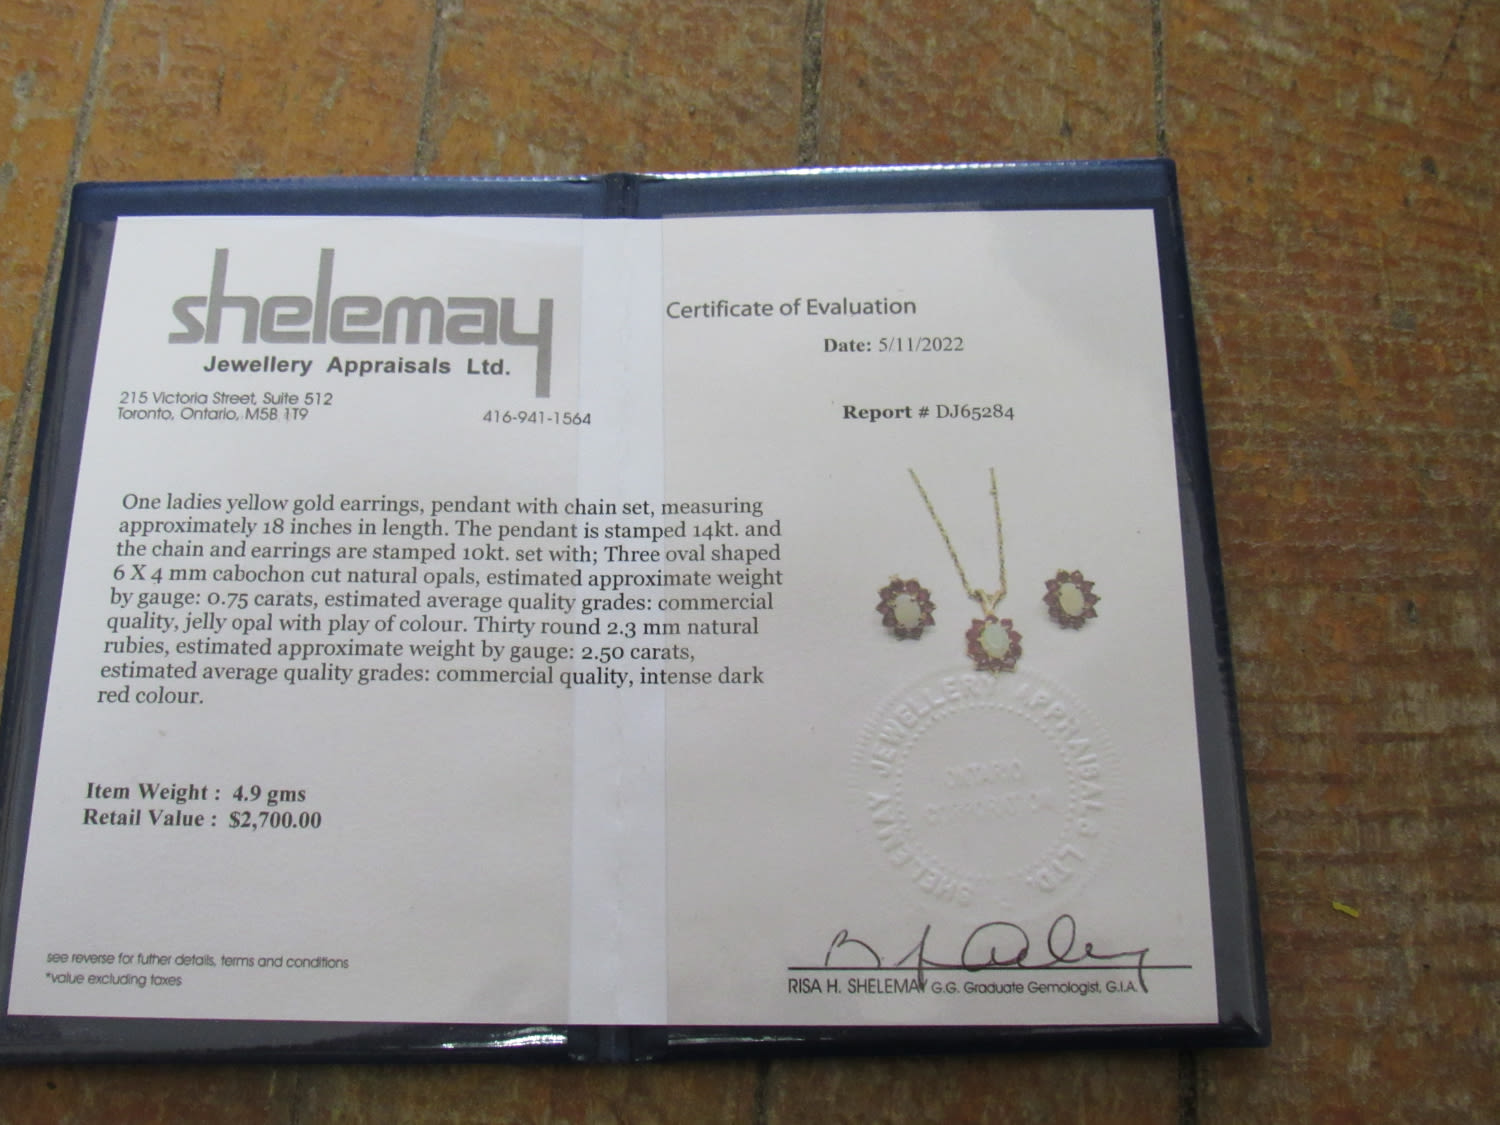 shelemay
Jewellery Appraisals Ltd.
215 Victoria Street, Suite 512
Toronto, Ontario, M5B 1T9
416-941-1564
One ladies yellow gold earrings, pendant with chain set, measuring
approximately 18 inches in length. The pendant is stamped 14kt. and
the chain and earrings are stamped 10kt. set with; Three oval shaped
6 X 4 mm cabochon cut natural opals, estimated approximate weight
by gauge: 0.75 carats, estimated average quality grades: commercial
quality, jelly opal with play of colour. Thirty round 2.3 mm natural
rubies, estimated approximate weight by gauge: 2.50 carats,
estimated average quality grades: commercial quality, intense dark
red colour.
Item Weight : 4.9 gms
Retail Value : $2,700.00
see reverse for futher details, terms and conditions
*value excluding taxes
Certificate of Evaluation
Date: 5/11/2022
Report # DJ65284
SHELEMAY JEWELLERY APPRAISALS LTD.
ONTARIO
RISA H. SHELEMAY G.G. Graduate Gemologist, G.I.A.